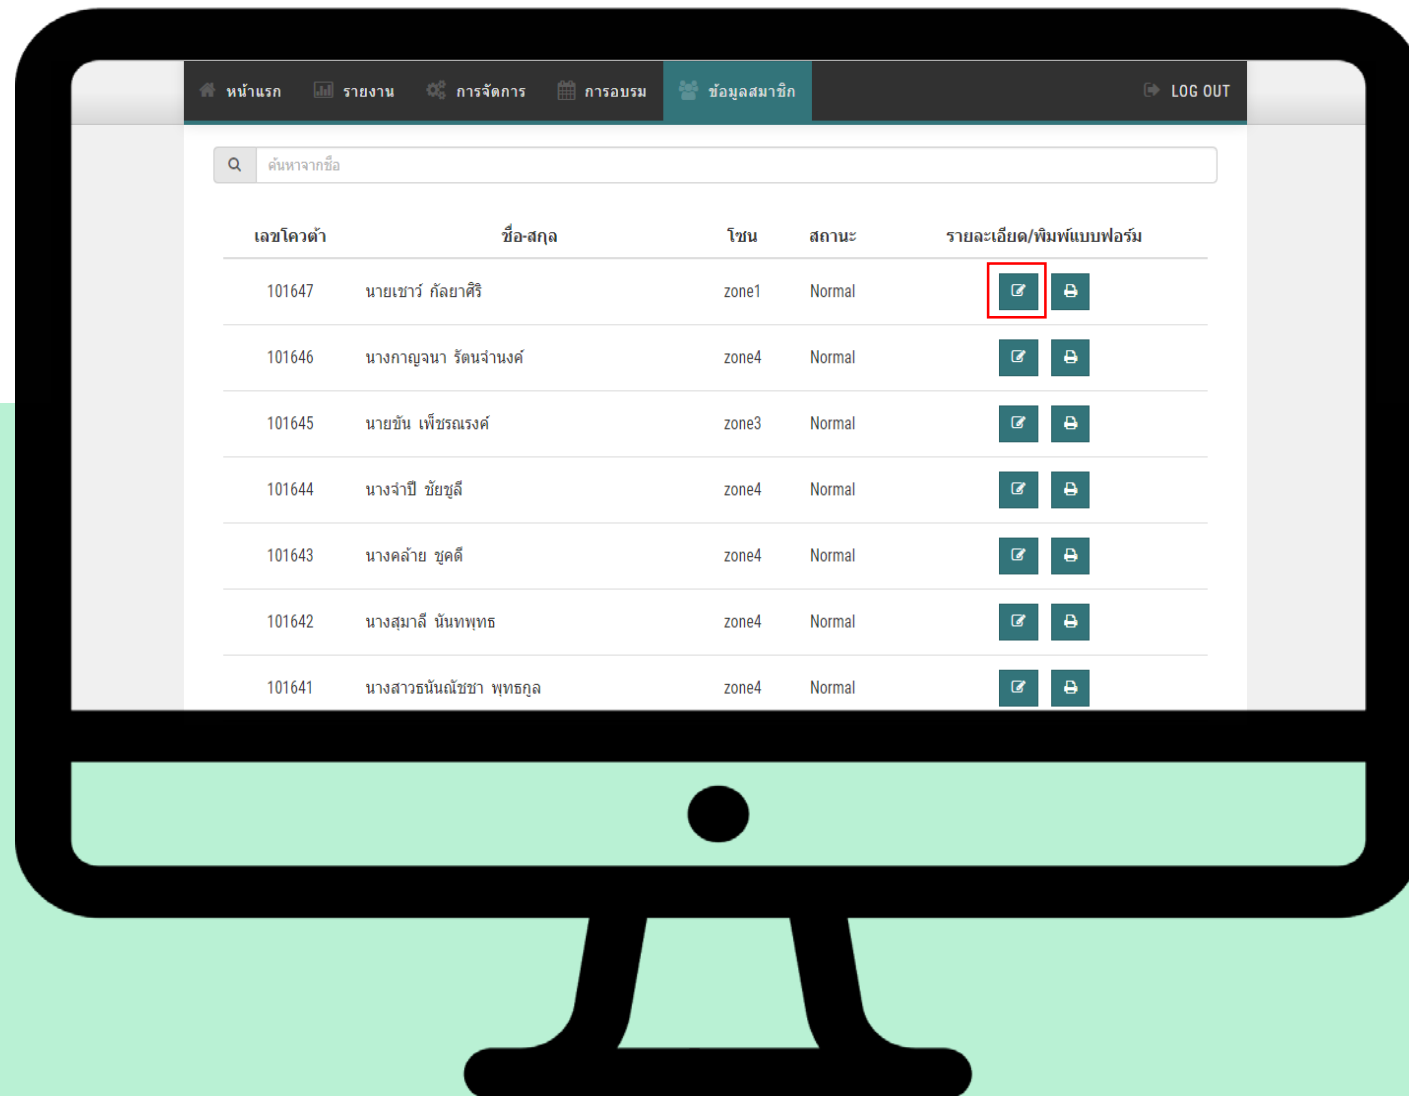 หน้าแรก รายงาน การจัดการ การอบรม ข้อมูลสมาชิก LOG OUT
ค้นหาจากชื่อ
เลขโควต้า ชื่อ-สกุล โซน สถานะ รายละเอียด/พิมพ์แบบฟอร์ม
101647 นายเชาว์ กัลยาศิริ zone1 Normal
101646 นางกาญจนา รัตนจำนงค์ zone4 Normal
101645 นายขัน เพ็ชรณรงค์ zone3 Normal
101644 นางจำปี ชัยชูลี zone4 Normal
101643 นางคล้าย ชูคดี zone4 Normal
101642 นางสุมาลี นันทพุทธ zone4 Normal
101641 นางสาวธนันณัชชา พุทธกูล zone4 Normal